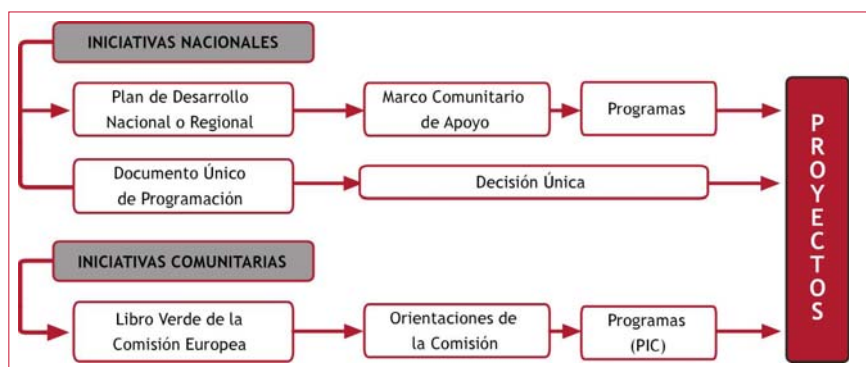 INICIATIVAS NACIONALES
Plan de Desarrollo
Nacional o Regional
Marco Comunitario
de Apoyo
Programas
Documento Único
de Programación
Decisión Única
INICIATIVAS COMUNITARIAS
Libro Verde de la
Comisión Europea
Orientaciones de
la Comisión
Programas
(PIC)
PROYECTOS